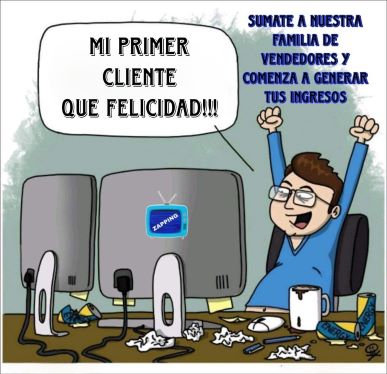 MI PRIMER
CLIENTE
QUE FELICIDAD!!!
SUMATE A NUESTRA
FAMILIA DE
VENDEDORES Y
COMENZA A GENERAR
TUS INGRESOS
ZAPPING